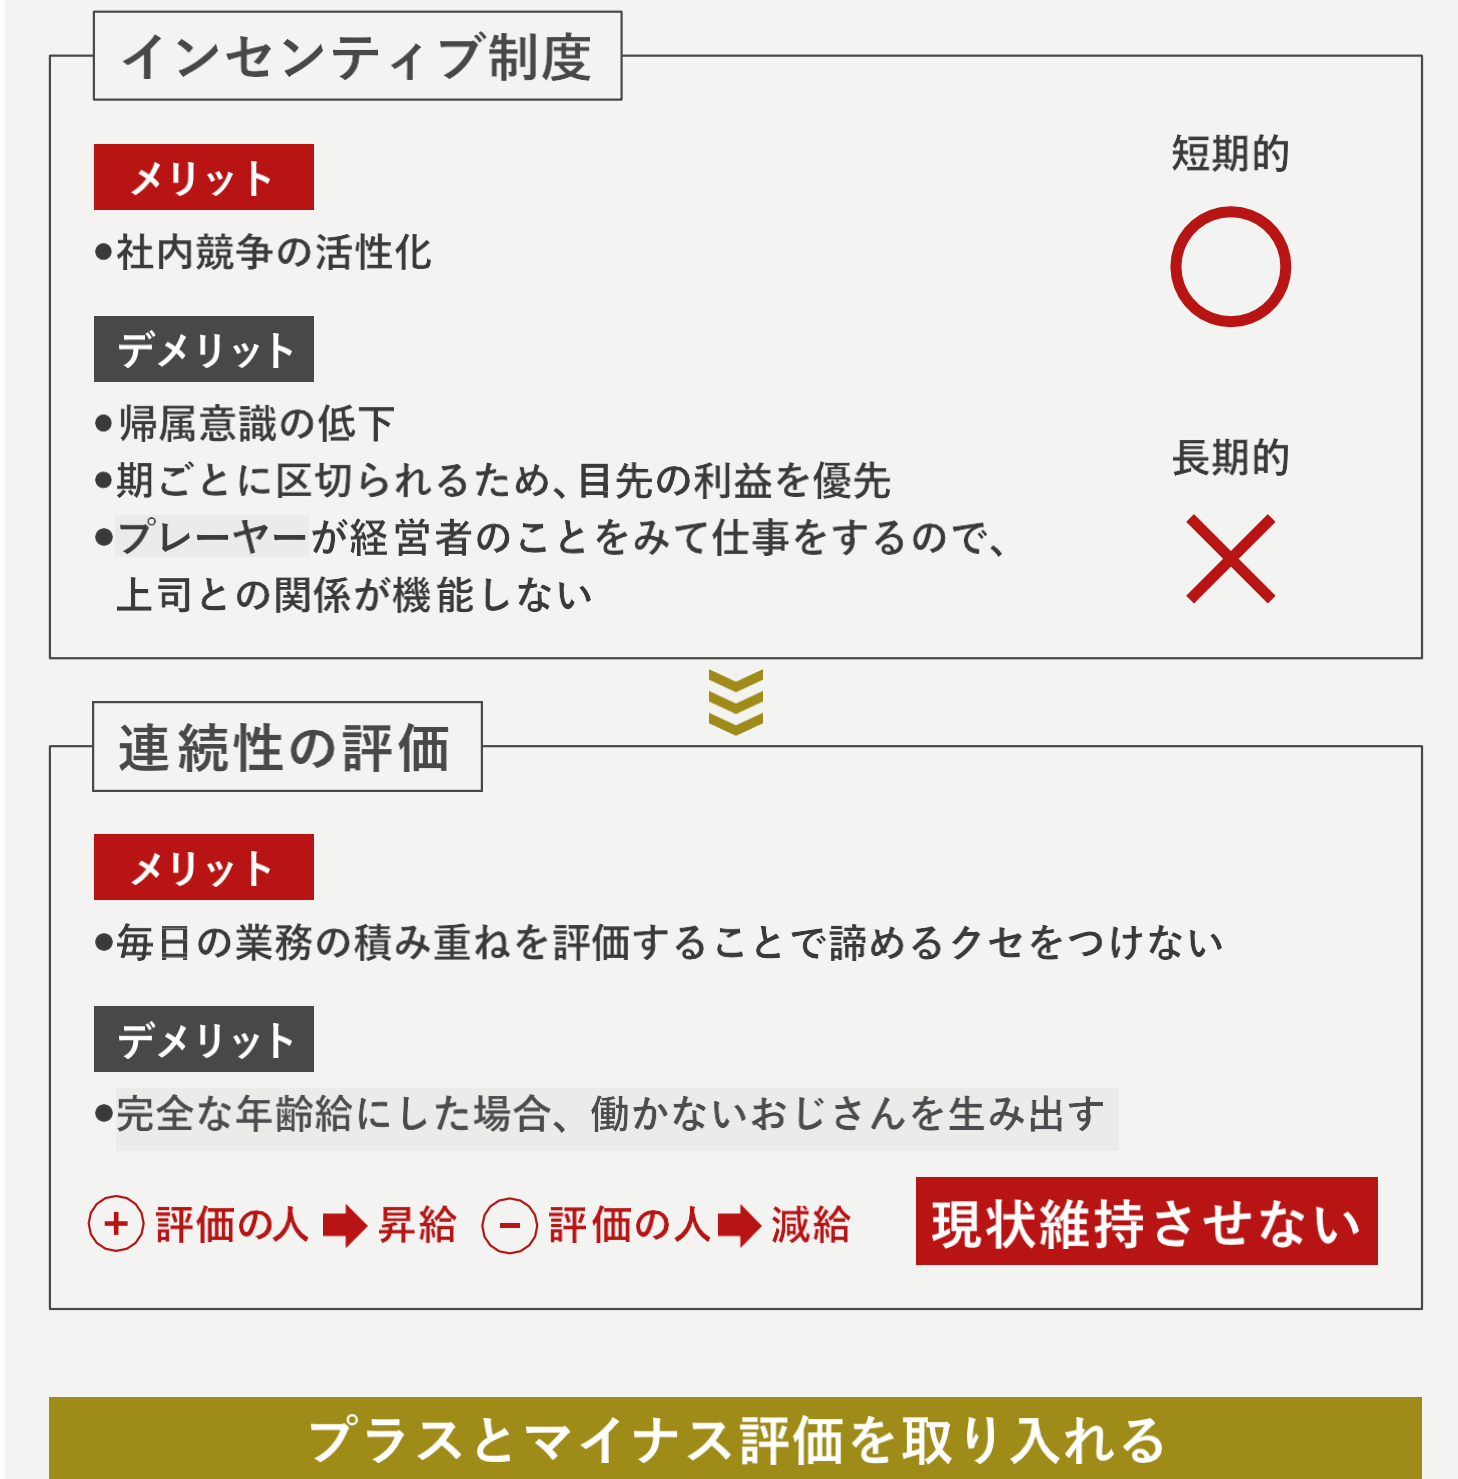 インセンティブ制度
短期的
メリット
●社内競争の活性化
デメリット
●帰属意識の低下
長期的
●期ごとに区切られるため、目先の利益を優先
●プレーヤーが経営者のことをみて仕事をするので、
上司との関係が機能しない
連続性の評価
メリット
●毎日の業務の積み重ねを評価することで諦めるクセをつけない
デメリット
●完全な年齢給にした場合、働かないおじさんを生み出す
+ 評価の人 ➡ 昇給 - 評価の人 ➡ 減給
現状維持させない
プラスとマイナス評価を取り入れる